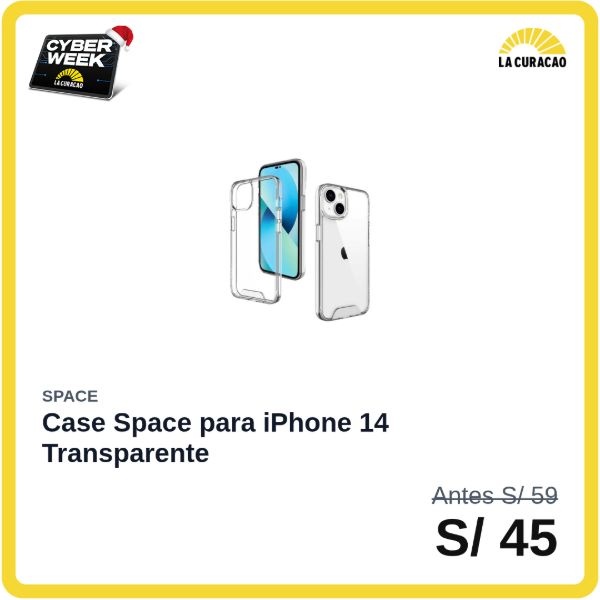 CYBER
WEEK
LA CURACAO
LA CURACAO
SPACE
Case Space para iPhone 14
Transparente
Antes S/ 59
S/ 45